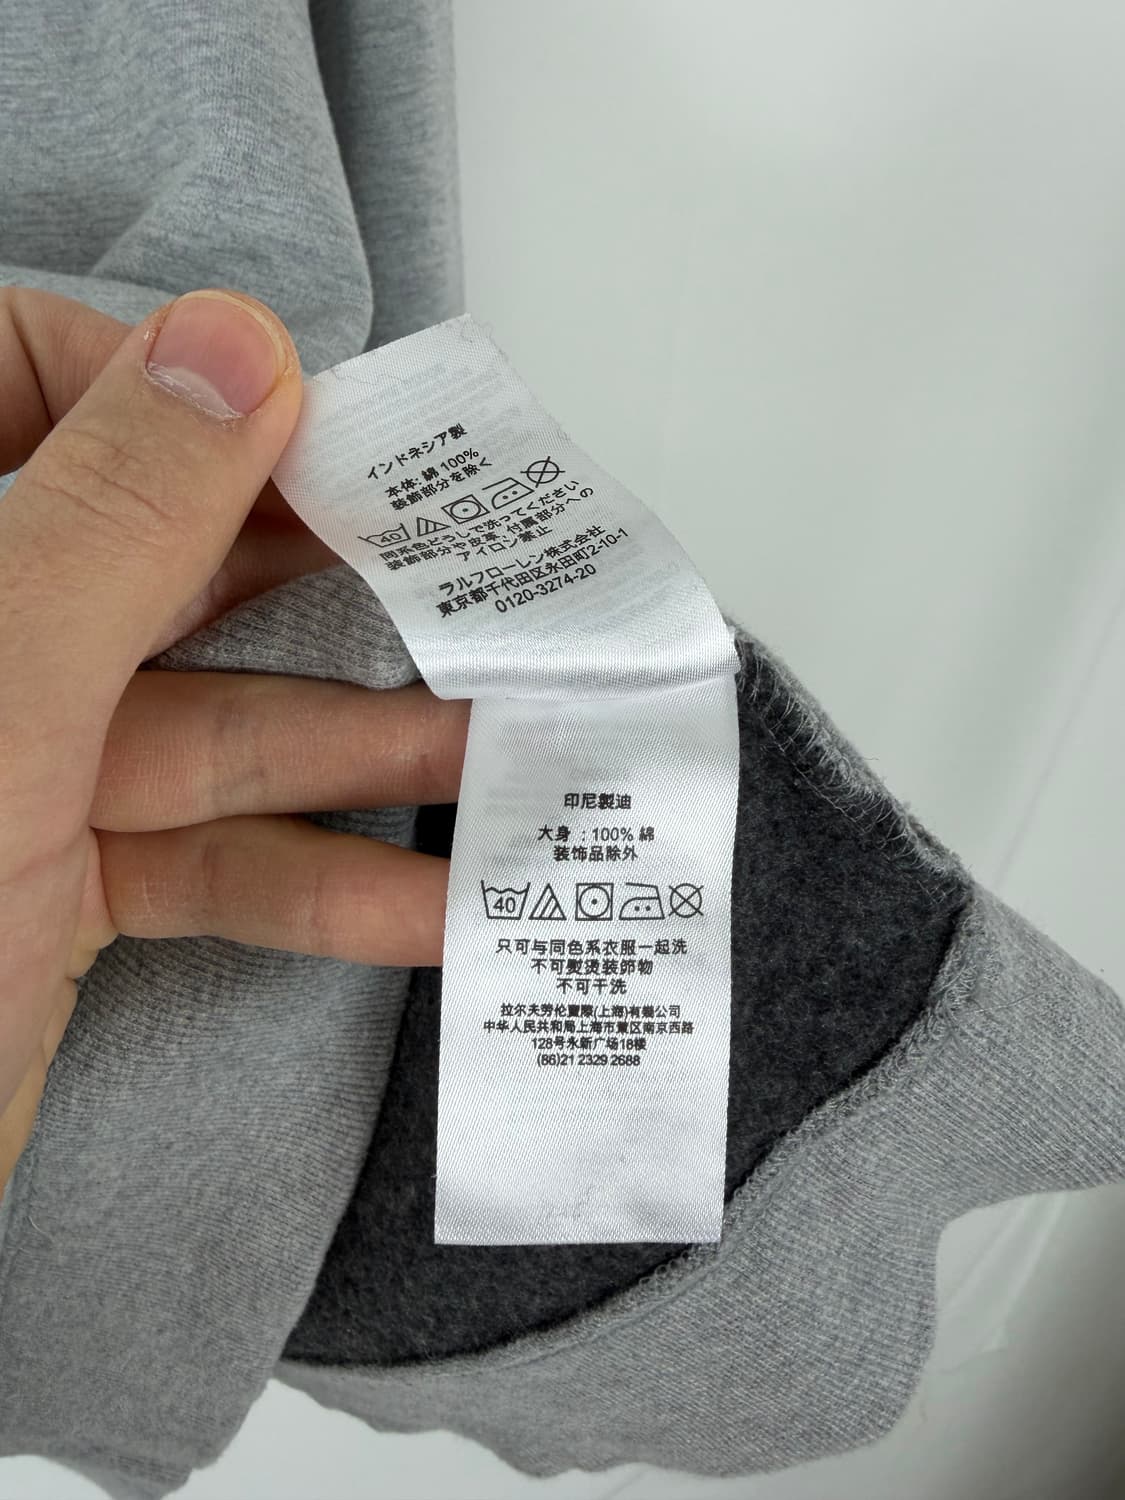 インドネシア製
本体: 綿 100%
装飾部分を除く
40
同系色どうしで洗ってください
装飾部分や皮革、付属部分への
アイロン禁止
ラルフローレン株式会社
東京都千代田区永田町2-10-1
0120-3274-20
印尼製迪
大身 : 100% 綿
装饰品除外
40
只可与同色系衣服一起洗
不可熨烫装飾物
不可干洗
拉尔夫劳伦(上海)有公司
中华人民共和局上海市区南京西路
128号永新广场18楼
(86)21 2329 2688